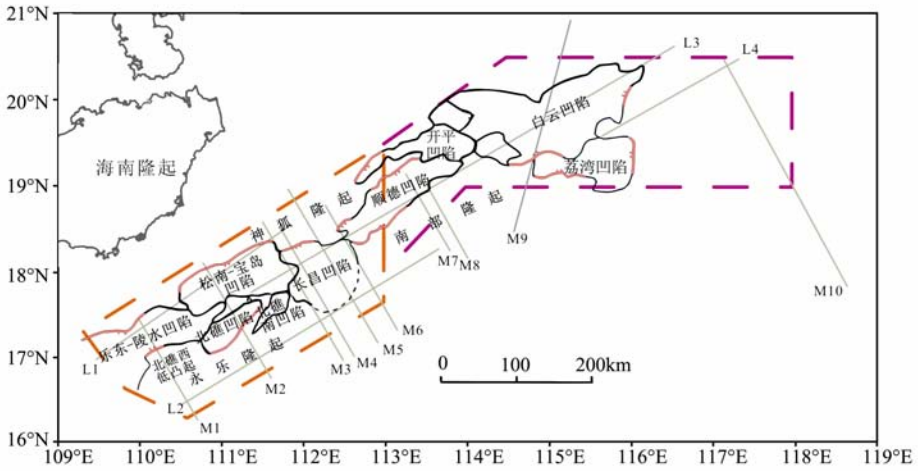 21°N
20°N
19°N
18°N
17°N
16°N
109°E
110°E
111°E
112°E
113°E
114°E
115°E
116°E
117°E
118°E
119°E
L3
L4
白云凹陷
开平
凹陷
荔湾凹陷
海南隆起
顺德凹陷
神狐隆起
南部隆起
M9
M7
M8
M10
松南-宝岛
凹陷
长昌凹陷
乐东-陵水凹陷
北礁凹陷
北礁
南凹陷
北礁西
低凸起
永乐隆起
L1
L2
M1
M2
M3
M4
M5
M6
0
100
200km